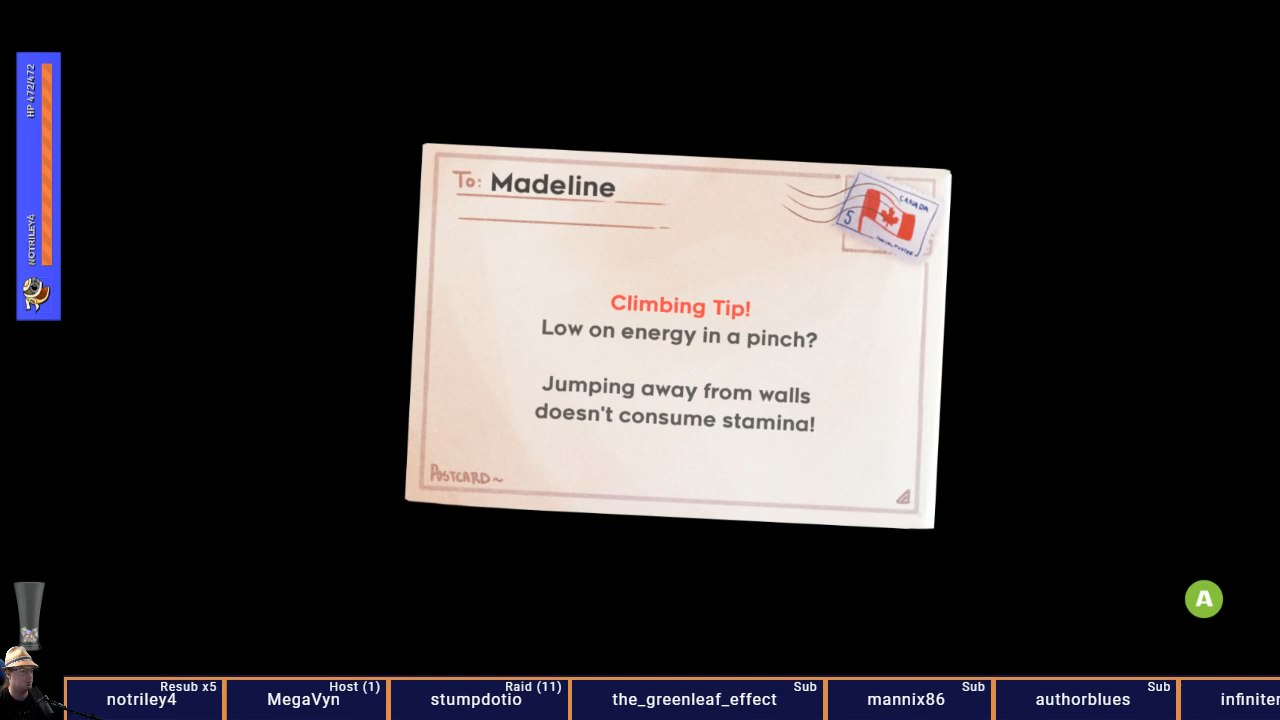 HP 472/472
NOTRILEY4
To: Madeline
CANADA
5
Climbing Tip!
Low on energy in a pinch?
Jumping away from walls
doesn't consume stamina!
POSTCARD~
A
Resub x5
notriley4
Host (1)
MegaVyn
Raid (11)
stumpdotio
Sub
the_greenleaf_effect
Sub
mannix86
Sub
authorblues
infiniter